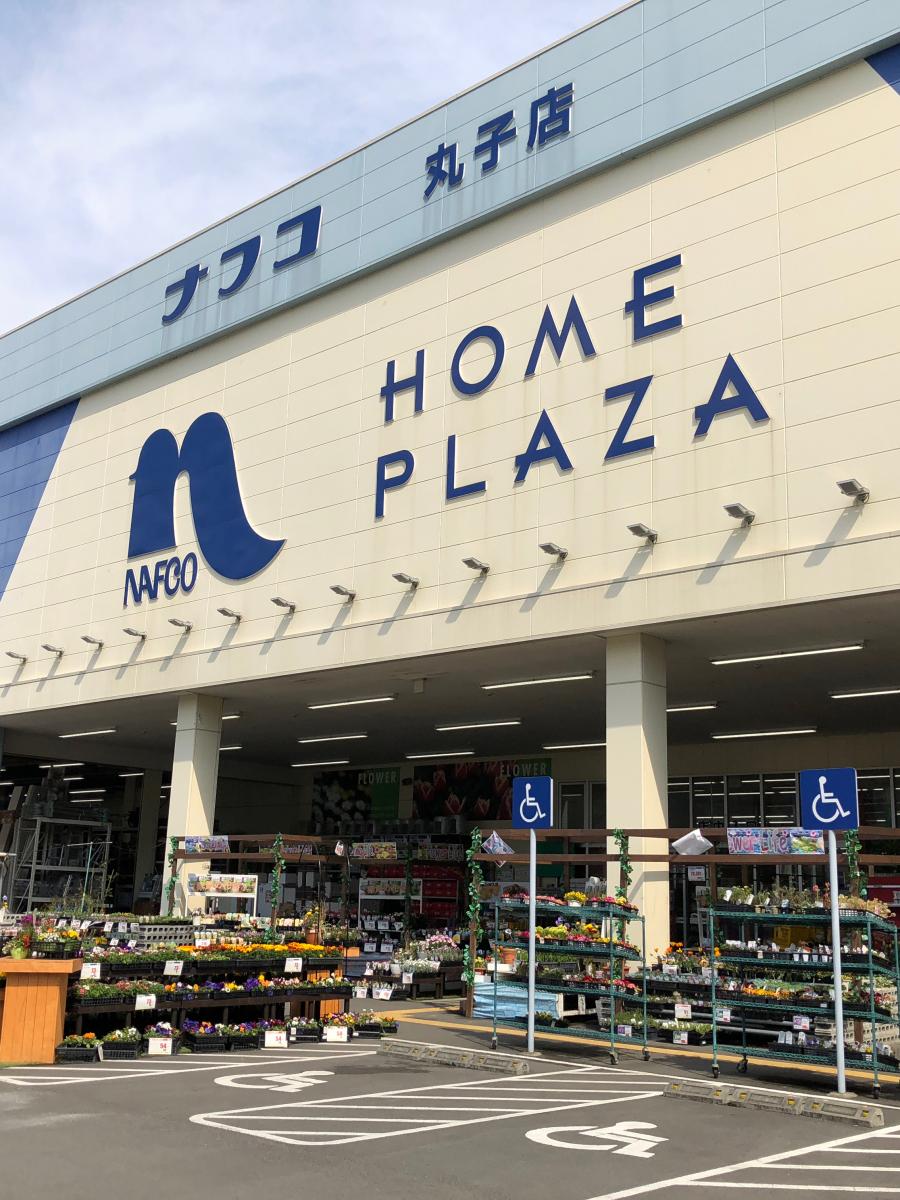 ナフコ 丸子店
HOME
PLAZA
NAFCO
FLOWER
FLOWER